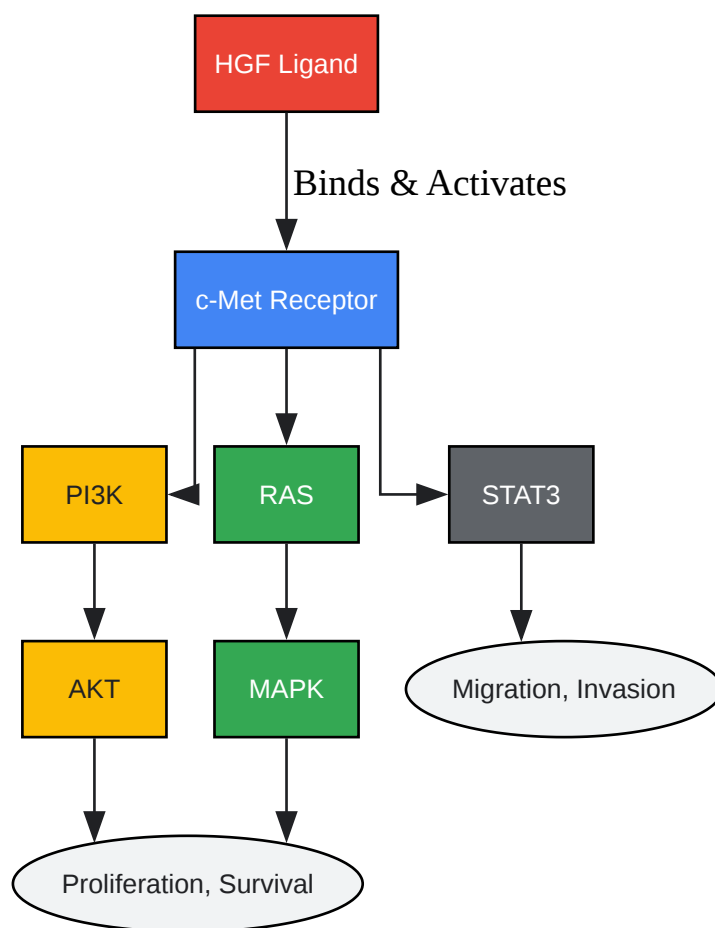 HGF Ligand
Binds & Activates
c-Met Receptor
PI3K
RAS
STAT3
AKT
MAPK
Migration, Invasion
Proliferation, Survival